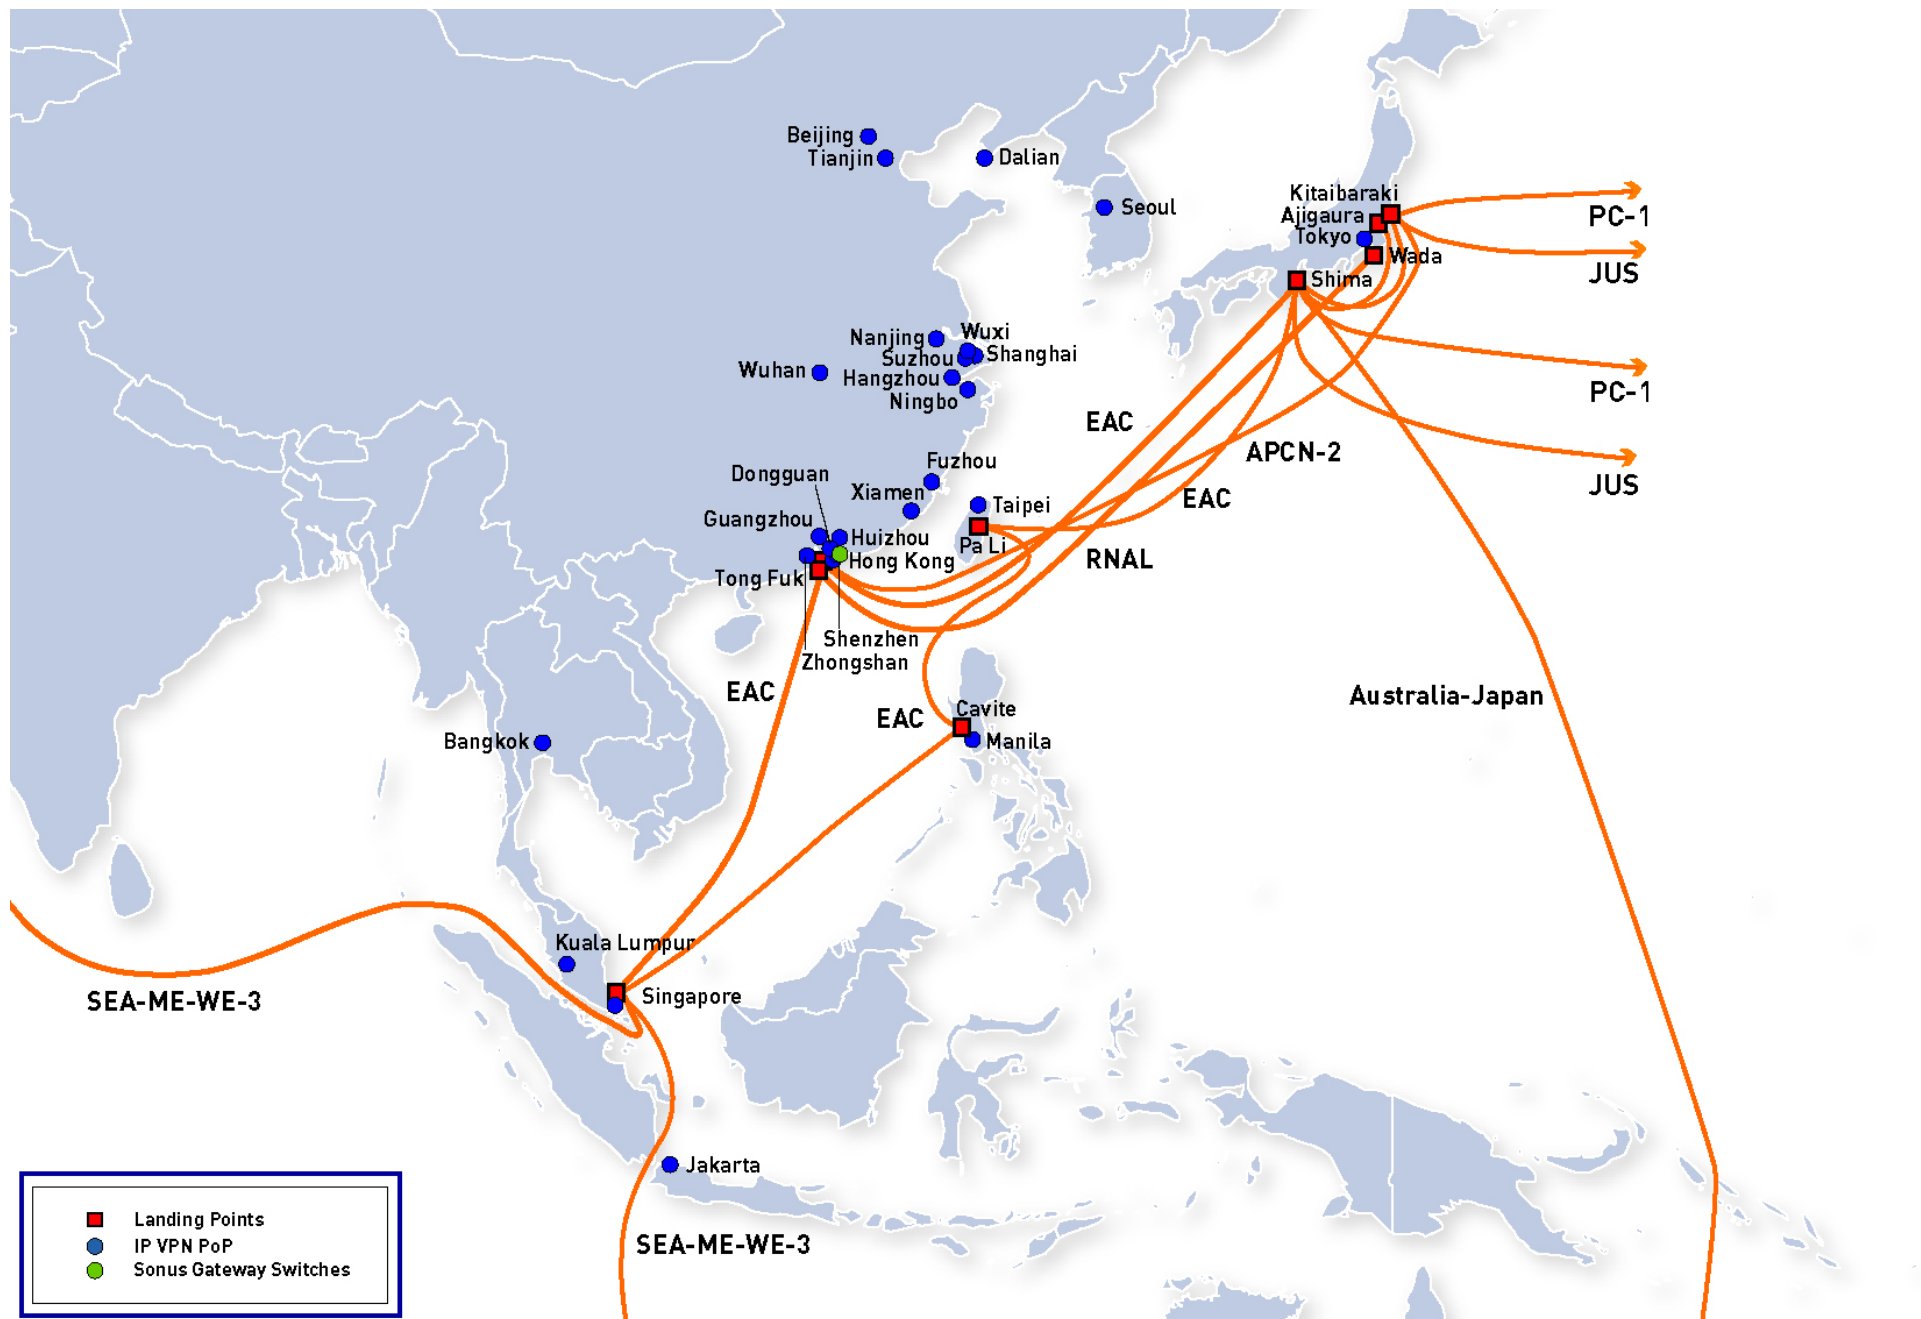 Beijing
Tianjin
Dalian
Seoul
Kitaibaraki
Ajigaura
Tokyo
Wada
Shima
PC-1
JUS
PC-1
JUS
Nanjing
Wuxi
Shanghai
Suzhou
Wuhan
Hangzhou
Ningbo
EAC
APCN-2
EAC
RNAL
Fuzhou
Dongguan
Xiamen
Taipei
Guangzhou
Huizhou
Pa Li
Hong Kong
Tong Fuk
Shenzhen
Zhongshan
EAC
EAC
Cavite
Manila
Australia-Japan
Bangkok
Kuala Lumpur
Singapore
SEA-ME-WE-3
Jakarta
SEA-ME-WE-3
Landing Points
IP VPN PoP
Sonus Gateway Switches